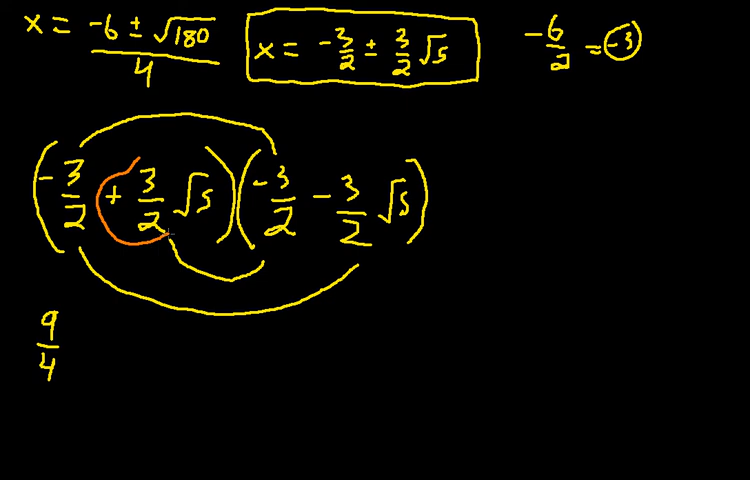 x = (-6 ± √180)/4   x = -3/2 ± 3/2 √5   -6/2 = -3
(-3/2 + 3/2 √5)(-3/2 - 3/2 √5)
9/4